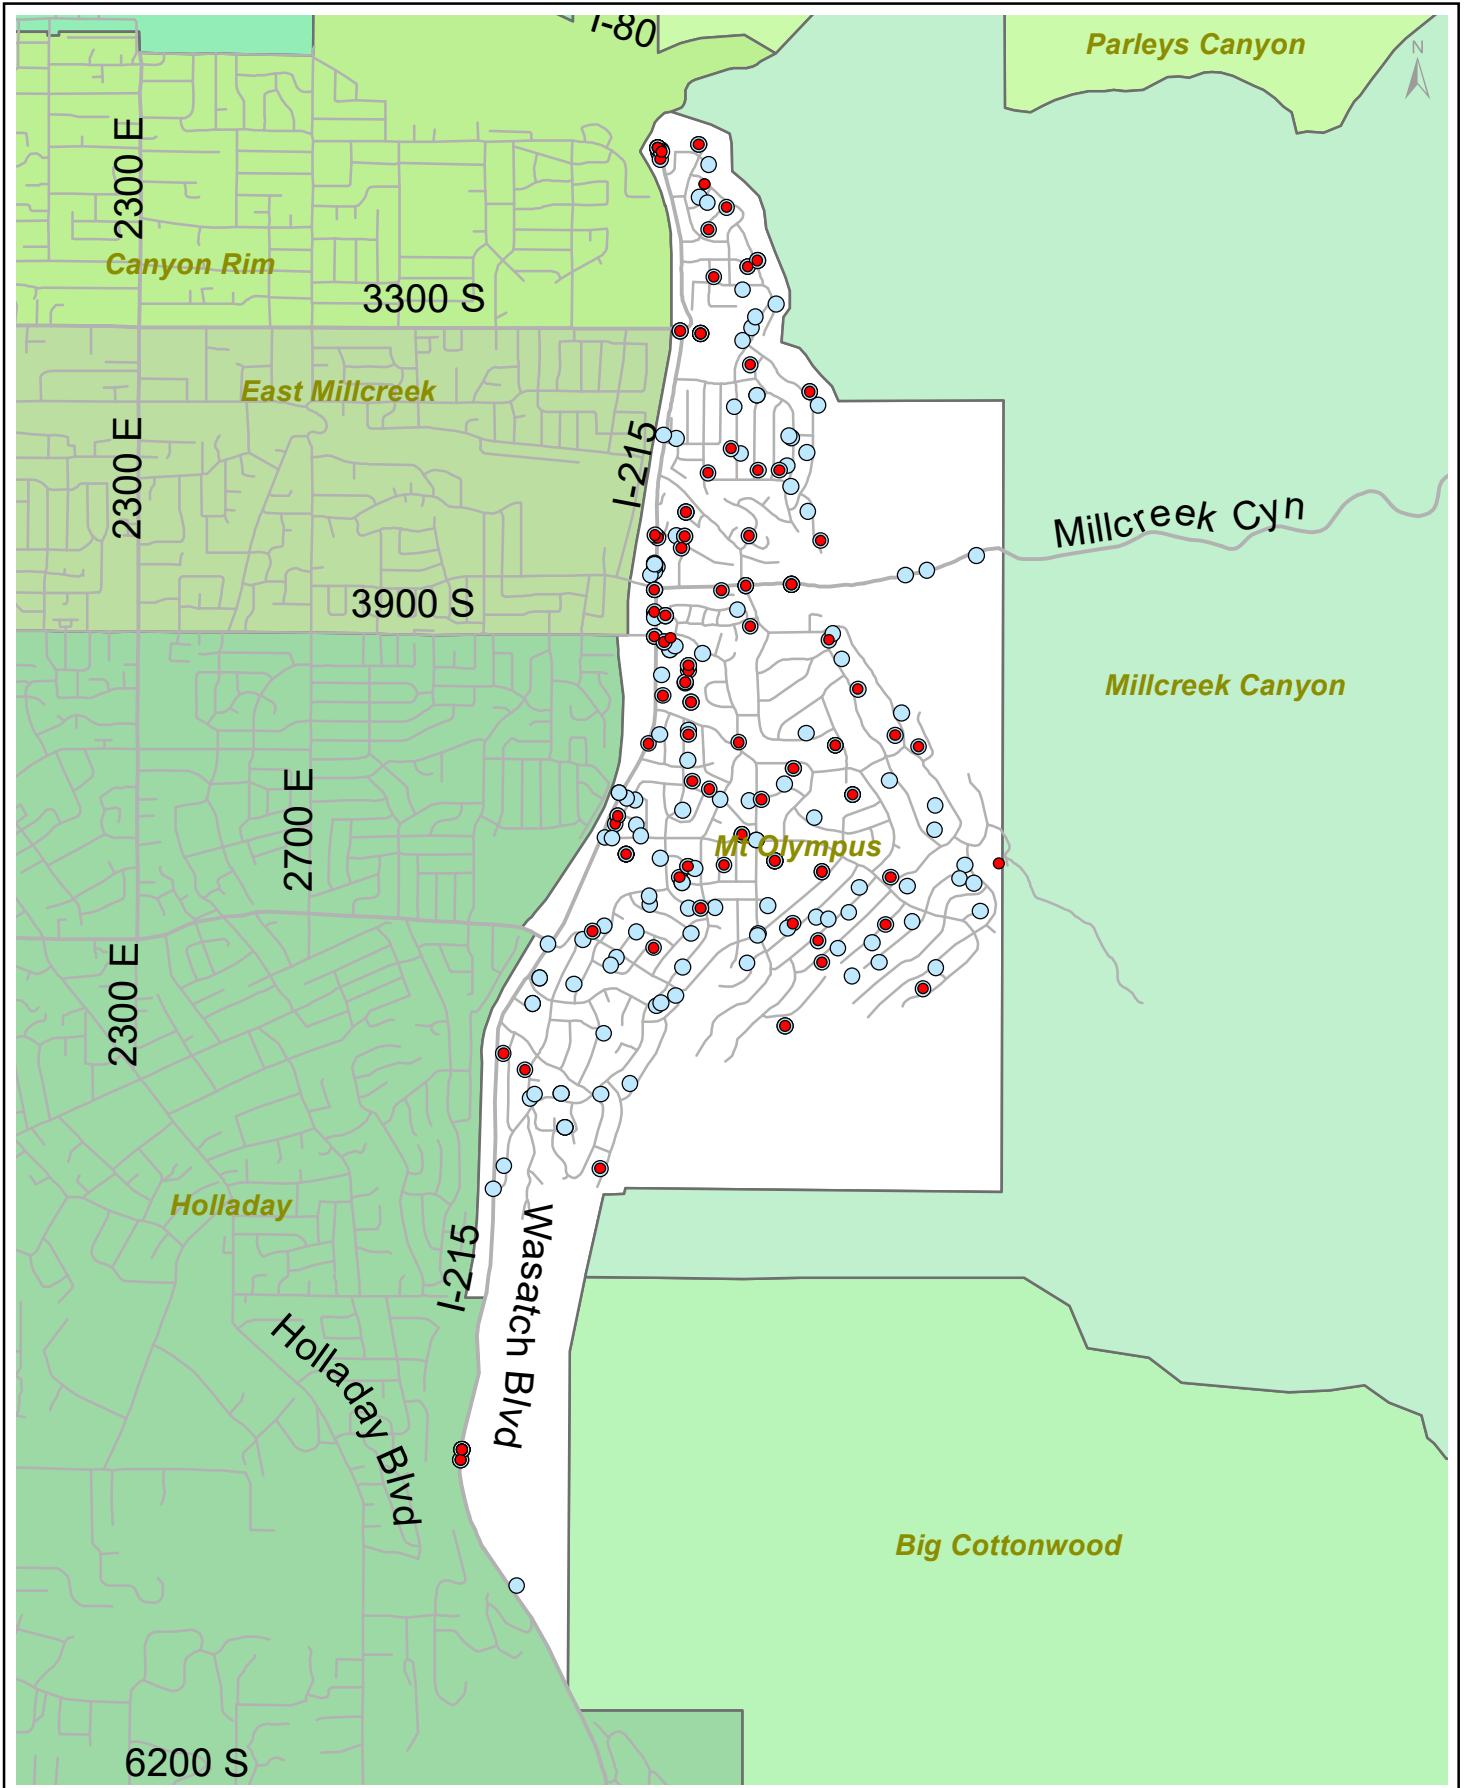 I-80
Parleys Canyon
N
2300 E
Canyon Rim
3300 S
East Millcreek
2300 E
I-215
Millcreek Cyn
3900 S
Millcreek Canyon
2700 E
Mt Olympus
2300 E
Holladay
I-215
Wasatch Blvd
Holladay Blvd
Big Cottonwood
6200 S